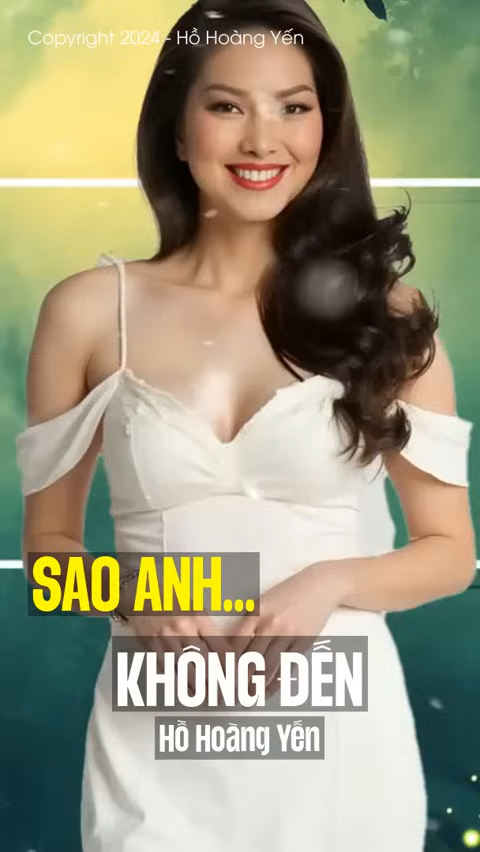 Copyright 2024 - Hồ Hoàng Yến
SAO ANH...
KHÔNG ĐẾN
Hồ Hoàng Yến